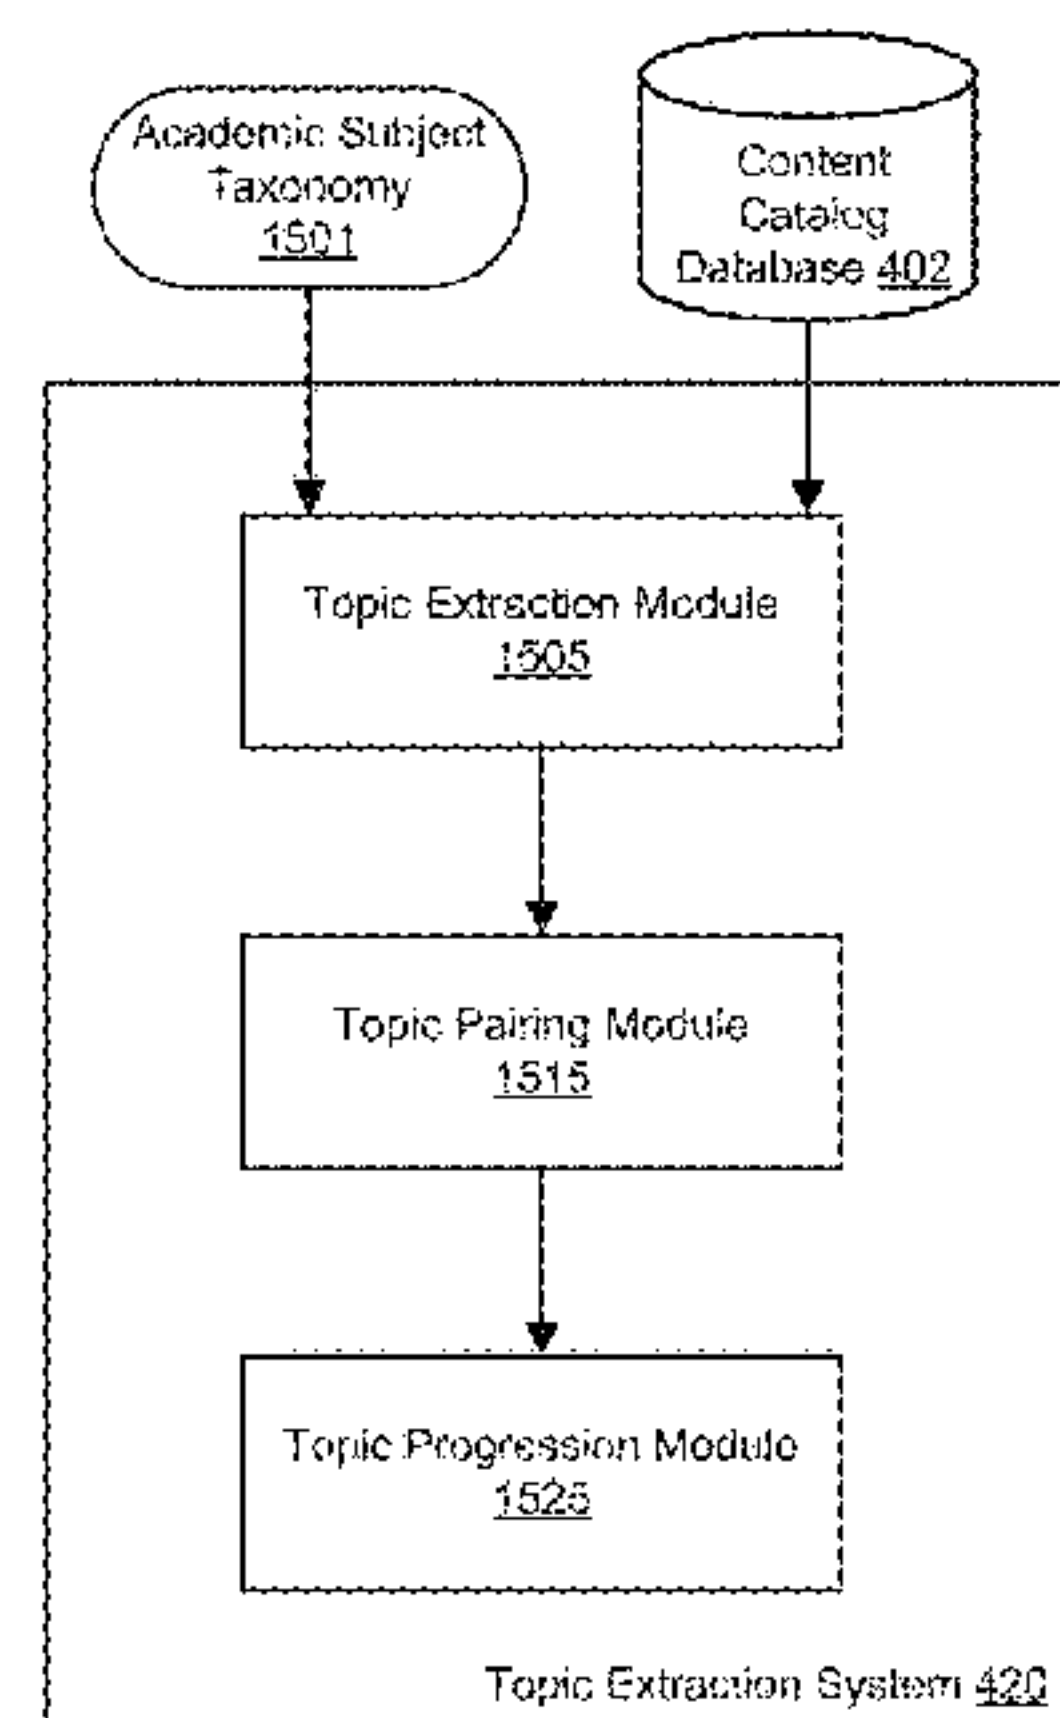 Academic Subject
Taxonomy
1501
Content
Catalog
Database 402
Topic Extraction Module
1505
Topic Pairing Module
1515
Topic Progression Module
1525
Topic Extraction System 420